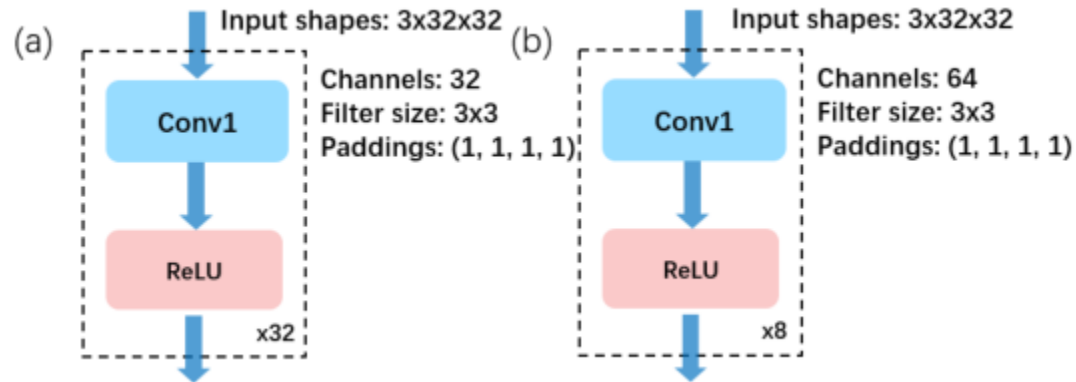 (a)
Input shapes: 3x32x32
Conv1
Channels: 32
Filter size: 3x3
Paddings: (1, 1, 1, 1)
ReLU
x32
(b)
Input shapes: 3x32x32
Conv1
Channels: 64
Filter size: 3x3
Paddings: (1, 1, 1, 1)
ReLU
x8